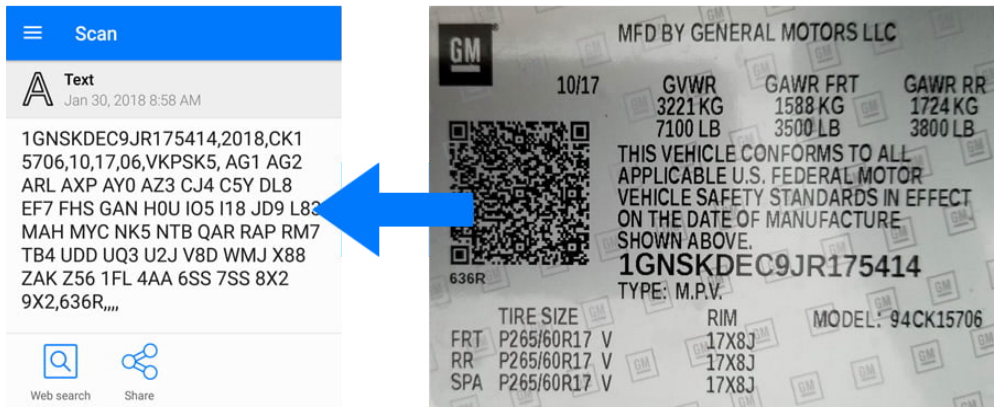 Scan
Text
Jan 30, 2018 8:58 AM
1GNSKDEC9JR175414,2018,CK1
5706,10,17,06,VKPSK5, AG1 AG2
ARL AXP AY0 AZ3 CJ4 C5Y DL8
EF7 FHS GAN H0U IO5 I18 JD9 L83
MAH MYC NK5 NTB QAR RAP RM7
TB4 UDD UQ3 U2J V8D WMJ X88
ZAK Z56 1FL 4AA 6SS 7SS 8X2
9X2,636R,,,,
Web search
Share
GM
MFD BY GENERAL MOTORS LLC
10/17 GVWR GAWR FRT GAWR RR
3221 KG 1588 KG 1724 KG
7100 LB 3500 LB 3800 LB
THIS VEHICLE CONFORMS TO ALL
APPLICABLE U.S. FEDERAL MOTOR
VEHICLE SAFETY STANDARDS IN EFFECT
ON THE DATE OF MANUFACTURE
SHOWN ABOVE.
636R
1GNSKDEC9JR175414
TYPE: M.P.V.
TIRE SIZE RIM MODEL: 94CK15706
FRT P265/60R17 V 17X8J
RR P265/60R17 V 17X8J
SPA P265/60R17 V 17X8J